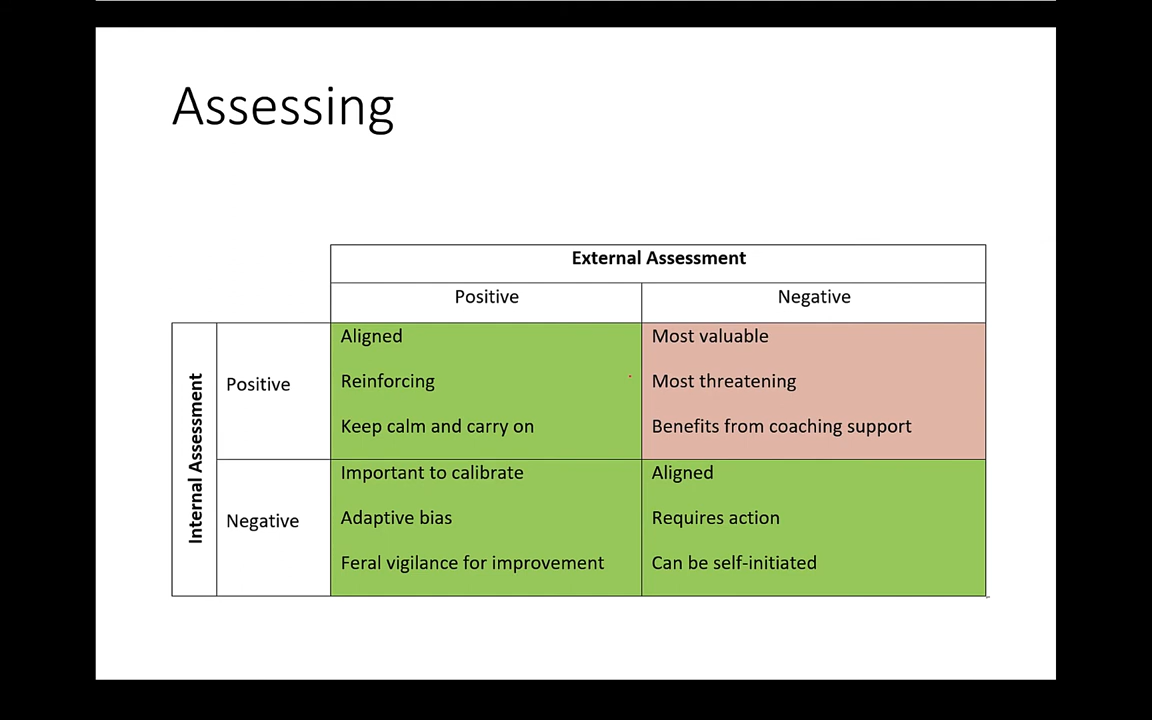 Assessing
External Assessment
Positive
Negative
Internal Assessment
Positive
Aligned
Reinforcing
Keep calm and carry on
Most valuable
Most threatening
Benefits from coaching support
Negative
Important to calibrate
Adaptive bias
Feral vigilance for improvement
Aligned
Requires action
Can be self-initiated